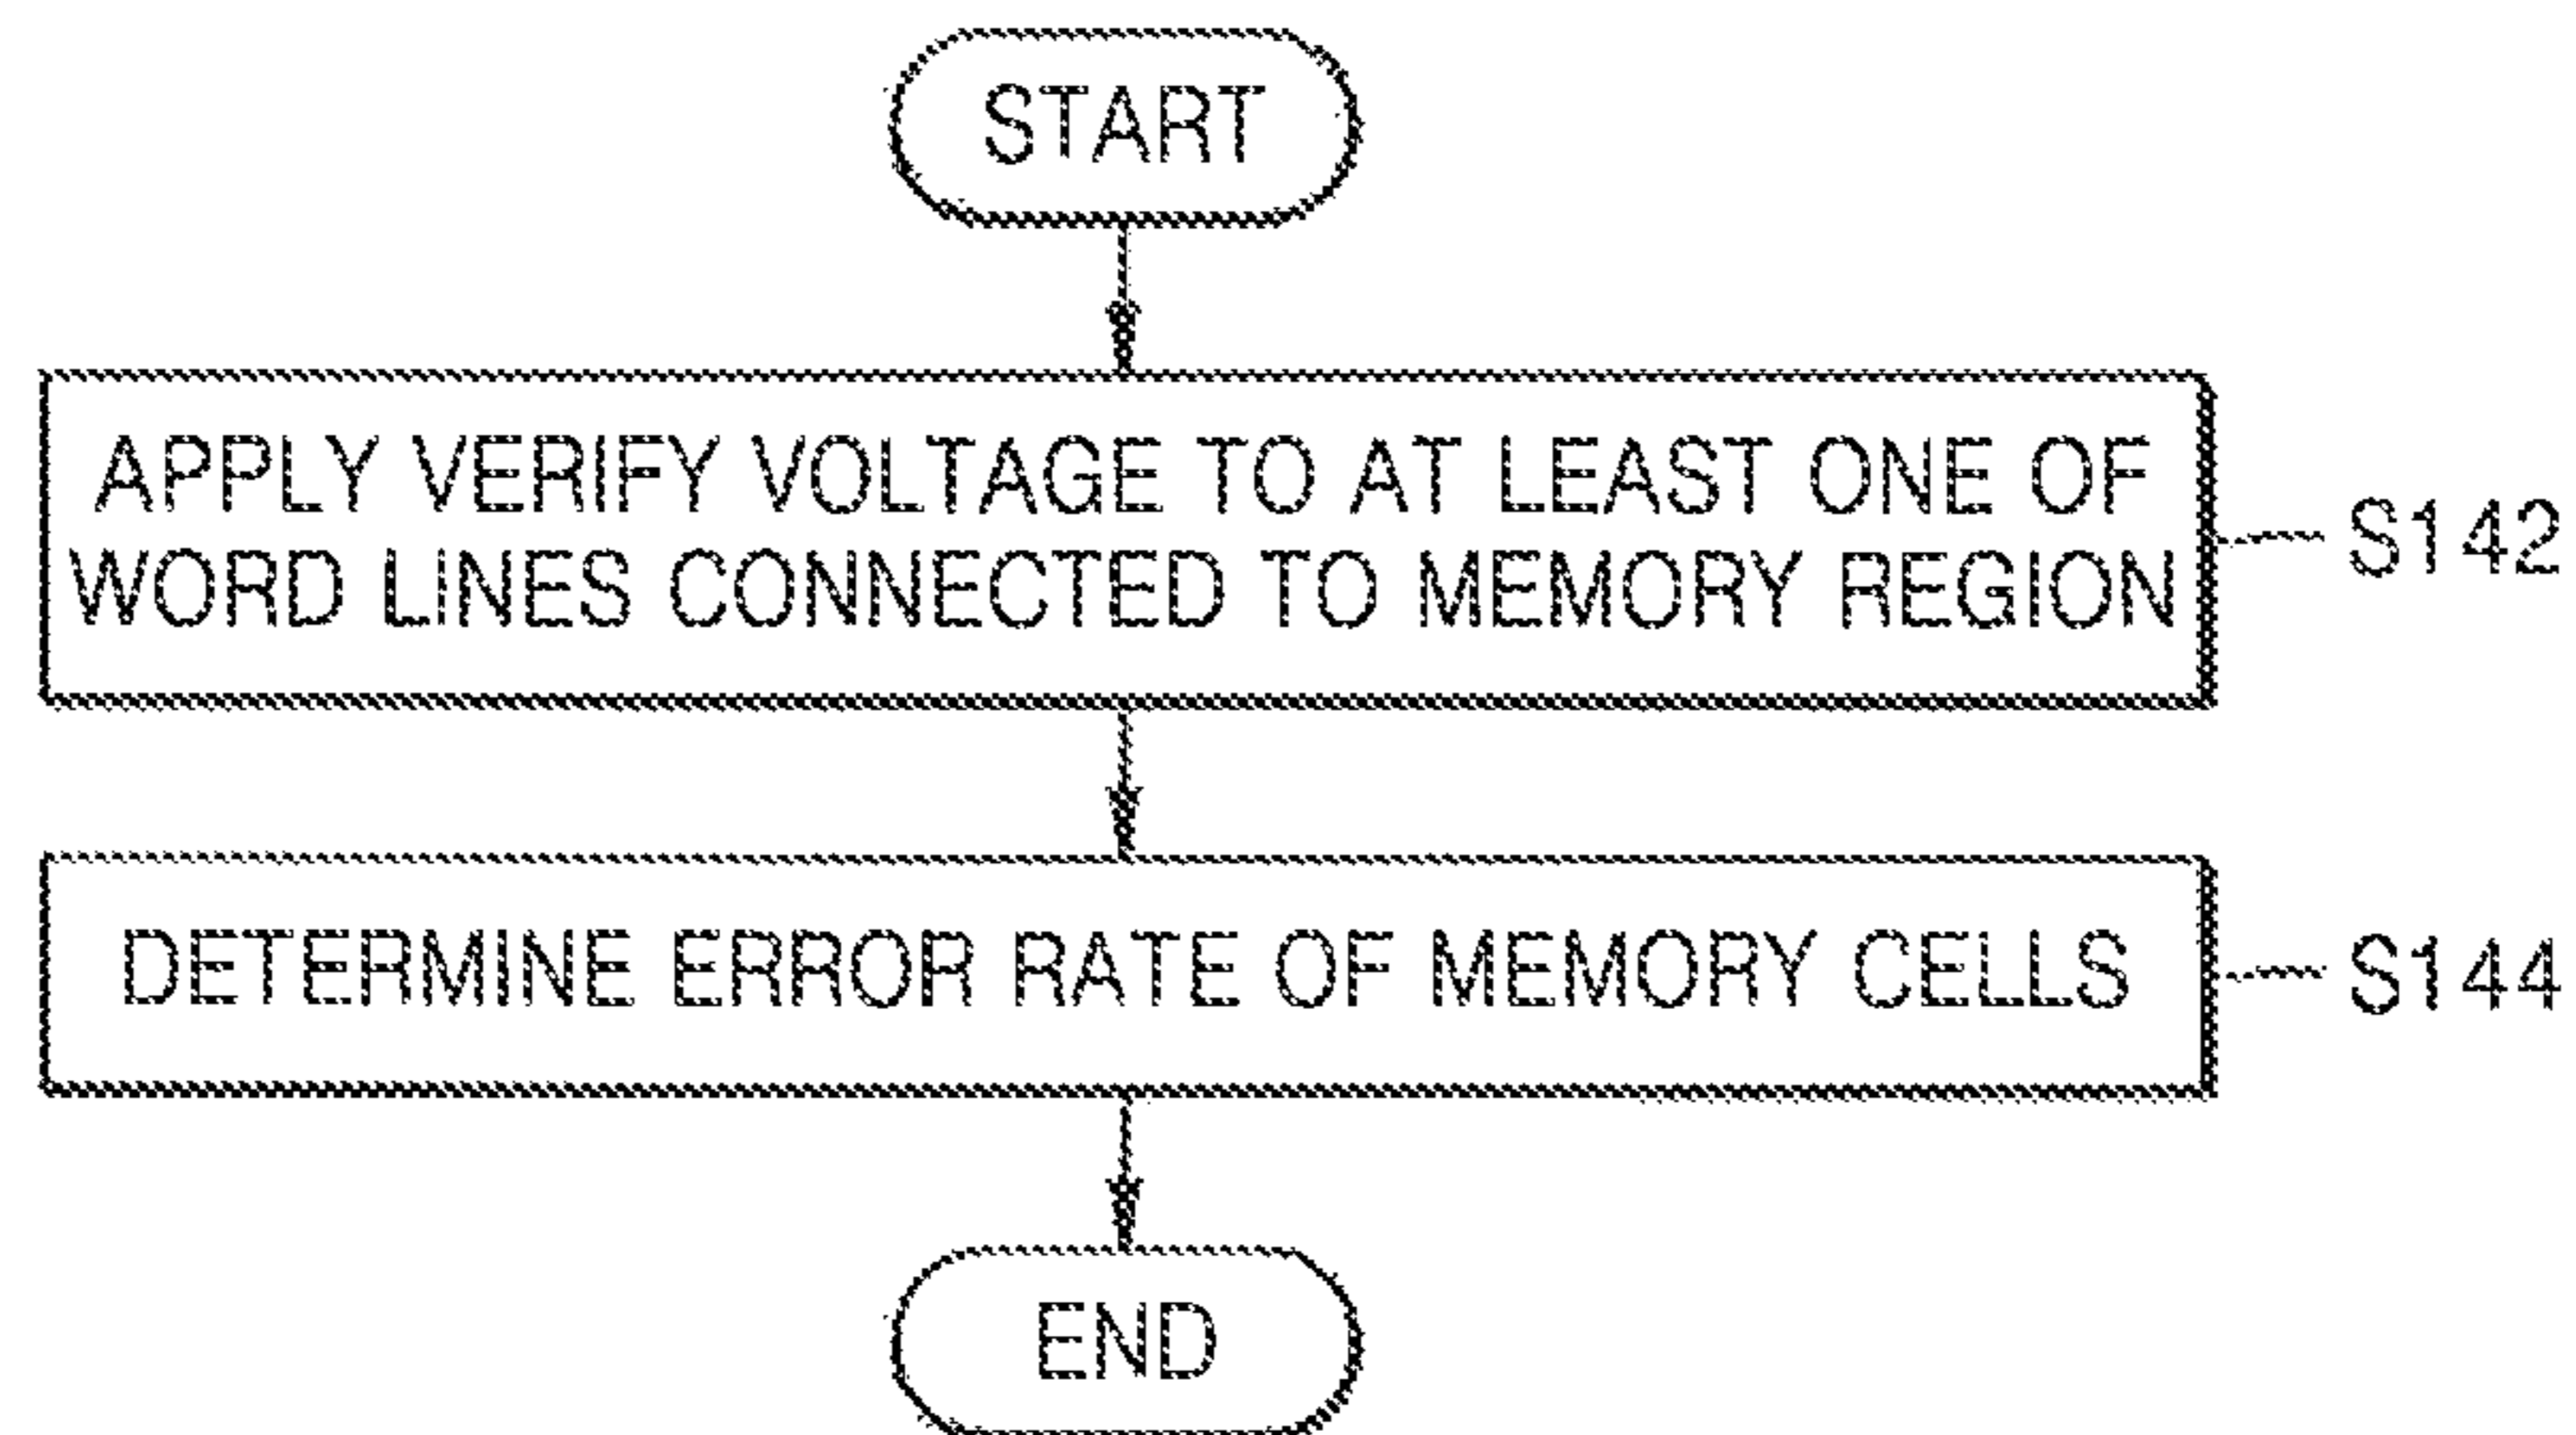 START
APPLY VERIFY VOLTAGE TO AT LEAST ONE OF
WORD LINES CONNECTED TO MEMORY REGION
S142
DETERMINE ERROR RATE OF MEMORY CELLS
S144
END